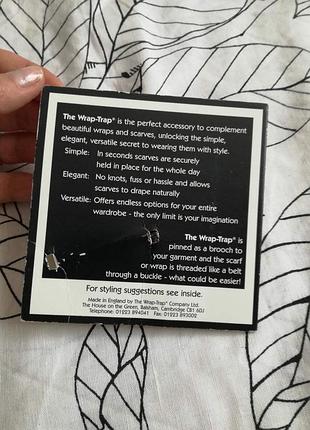 The Wrap-Trap® is the perfect accessory to complement
beautiful wraps and scarves, unlocking the simple,
elegant, versatile secret to wearing them with style.
Simple: In seconds scarves are securely
held in place for the whole day
Elegant: No knots, fuss or hassle and allows
scarves to drape naturally
Versatile: Offers endless options for your entire
wardrobe - the only limit is your imagination
The Wrap-Trap® is
pinned as a brooch to
your garment and the scarf
or wrap is threaded like a belt
through a buckle - what could be easier!
For styling suggestions see inside.
Made in England by The Wrap-Trap® Company Ltd.
The House on the Green, Balsham, Cambridge CB1 6DJ
Telephone: 01223 894041 Fax: 01223 893002